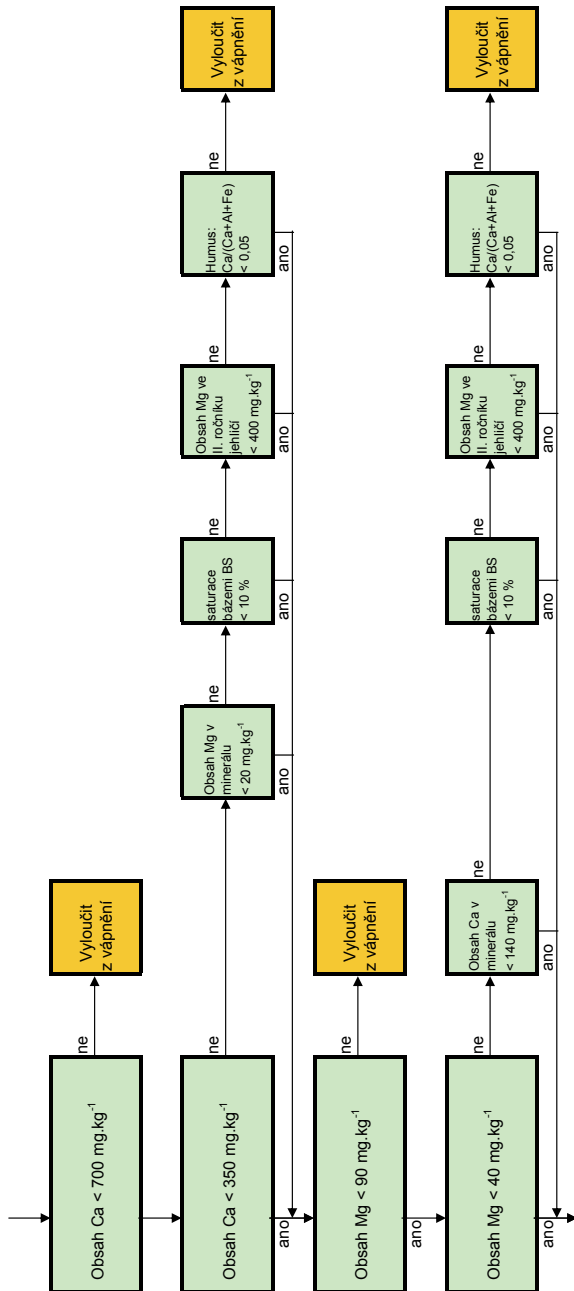 Obsah Ca < 700 mg.kg-1
ne
Vyloučit
z vápnění
Obsah Ca < 350 mg.kg-1
ne
Obsah Mg v
minerálu
< 20 mg.kg-1
ne
ano
saturace
bázemi BS
< 10 %
ne
ano
Obsah Mg ve
II. ročníku
jehličí
< 400 mg.kg-1
ne
ano
Humus:
Ca/(Ca+Al+Fe)
< 0,05
ne
ano
Vyloučit
z vápnění
ano
Obsah Mg < 90 mg.kg-1
ne
Vyloučit
z vápnění
ano
Obsah Mg < 40 mg.kg-1
ne
Obsah Ca v
minerálu
< 140 mg.kg-1
ne
ano
saturace
bázemi BS
< 10 %
ne
ano
Obsah Mg ve
II. ročníku
jehličí
< 400 mg.kg-1
ne
ano
Humus:
Ca/(Ca+Al+Fe)
< 0,05
ne
ano
Vyloučit
z vápnění
ano